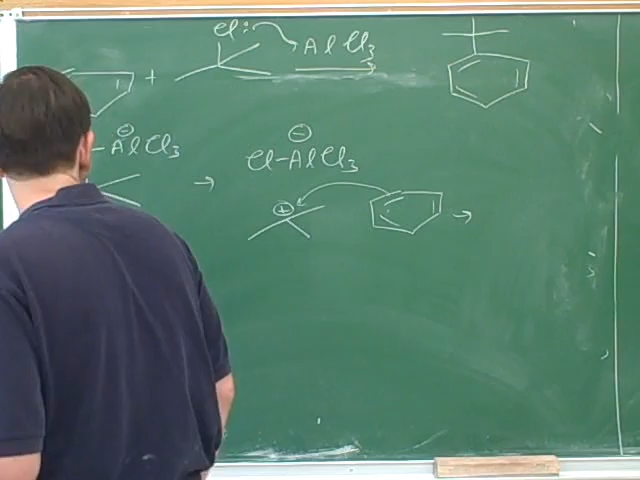 Cl:
+ AlCl3
⊖
-AlCl3
→
⊖
Cl-AlCl3
⊕
→